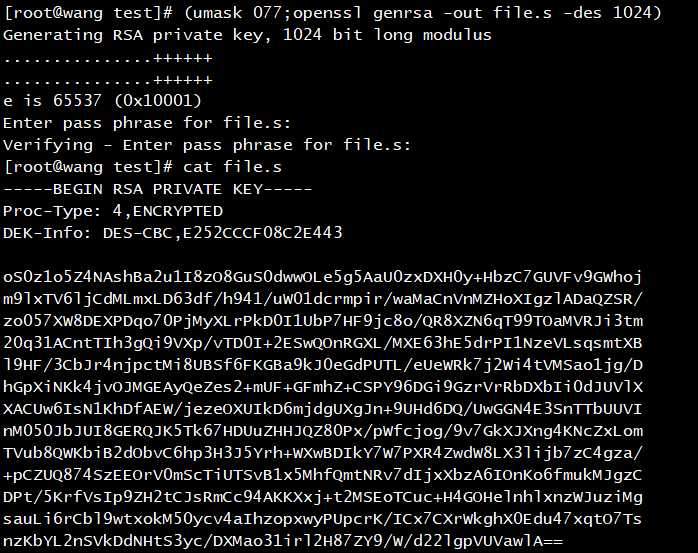 [root@wang test]# (umask 077;openssl genrsa -out file.s -des 1024)
Generating RSA private key, 1024 bit long modulus
...............++++++
...............++++++
e is 65537 (0x10001)
Enter pass phrase for file.s:
Verifying - Enter pass phrase for file.s:
[root@wang test]# cat file.s
-----BEGIN RSA PRIVATE KEY-----
Proc-Type: 4,ENCRYPTED
DEK-Info: DES-CBC,E252CCCF08C2E443

oS0z1o5Z4NAshBa2u1I8zO8GuS0dwwOLe5g5AaU0zxDXH0y+HbzC7GUVFv9GWhoj
m9lxTV6ljCdMLmxLD63df/h941/uW01dcrmpir/waMaCnVnMZHoXIgzlADaQZSR/
zo057XW8DEXPDqo70PjMyXLrPkD0I1UbP7HF9jc8o/QR8XZN6qT99TOaMVRJi3tm
20q31ACntTIh3gQi9VXp/vTD0I+2ESwQOnRGXL/MXE63hE5drPI1NzeVLsqsmtXB
l9HF/3CbJr4njpctMi8UBSf6FKGBa9kJ0eGdPUTL/eUeWRk7j2Wi4tVMSao1jg/D
hGpXiNKk4jvOJMGEAyQeZes2+mUF+GFmhZ+CSPY96DGi9GzrVrRbDXbIi0dJUVlX
XACUw6IsN1KhDfAEW/jezeOXUIkD6mjdgUXgJn+9UHd6DQ/UwGGN4E3SnTTbUUVI
nM050JbJUI8GERQJK5Tk67HDUuZHHJQZ80Px/pWfcjog/9v7GkXJXng4KNcZxLom
TVub8QWKbiB2dObvC6hp3H3J5Yrh+WXwBDIkY7W7PXR4ZwdW8LX3lijb7zC4gza/
+pCZUQ874SzEEOrV0mScTiUTSvB1x5MhfQmtNRv7dIjxXbzA6IOnKo6fmukMJgzC
DPt/5KrfVsIp9ZH2tCJsRmCc94AKKXxj+t2MSEoTCuc+H4GOHelnhlxnzWJuziMg
sauLi6rCbl9wtxokM50ycv4aIhzopxwyPUpcrK/ICx7CXrWkghX0Edu47xqtO7Ts
nzKbYL2nSVkDdNHtS3yc/DXMao31irl2H87ZY9/W/d22lgpVUVawlA==